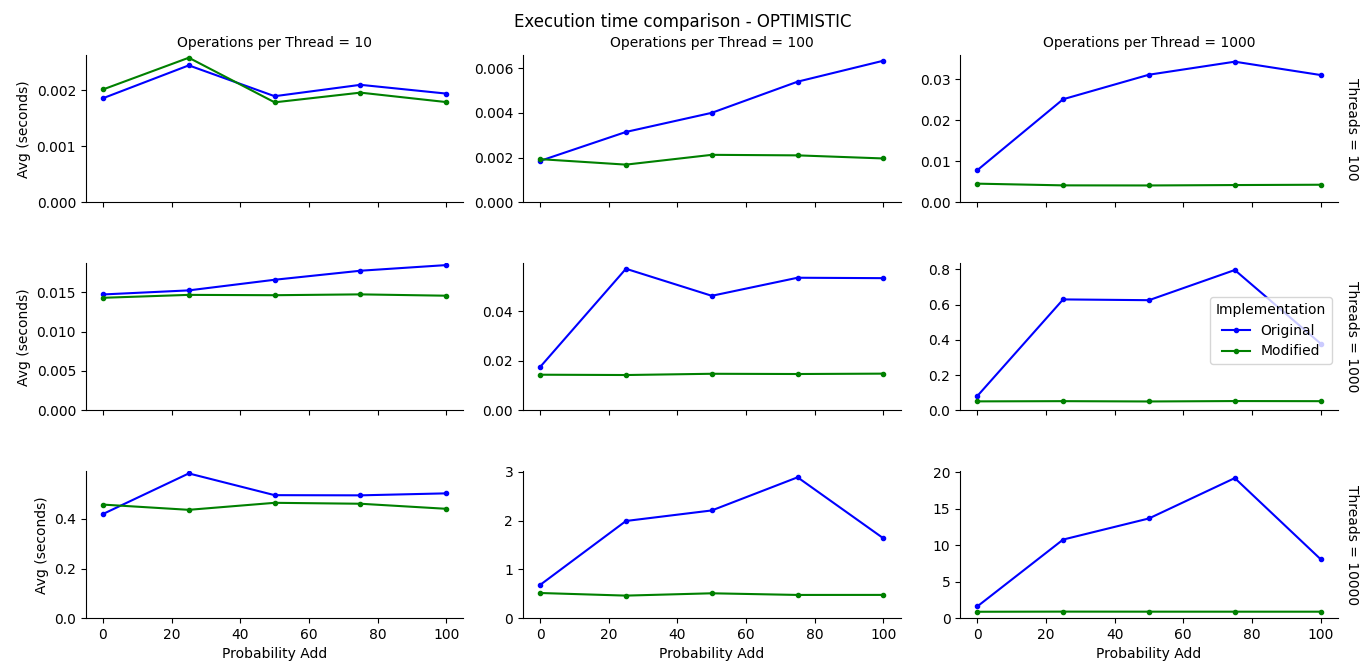 Execution time comparison - OPTIMISTIC
Operations per Thread = 10
Operations per Thread = 100
Operations per Thread = 1000
Avg (seconds)
0.002
0.001
0.000
0.006
0.004
0.002
0.000
0.03
0.02
0.01
0.00
Threads = 100
Avg (seconds)
0.015
0.010
0.005
0.000
0.04
0.02
0.00
0.8
0.6
0.4
0.2
0.0
Implementation
Original
Modified
Threads = 1000
Avg (seconds)
0.4
0.2
0.0
0 20 40 60 80 100
Probability Add
3
2
1
0
0 20 40 60 80 100
Probability Add
20
15
10
5
0
0 20 40 60 80 100
Probability Add
Threads = 10000